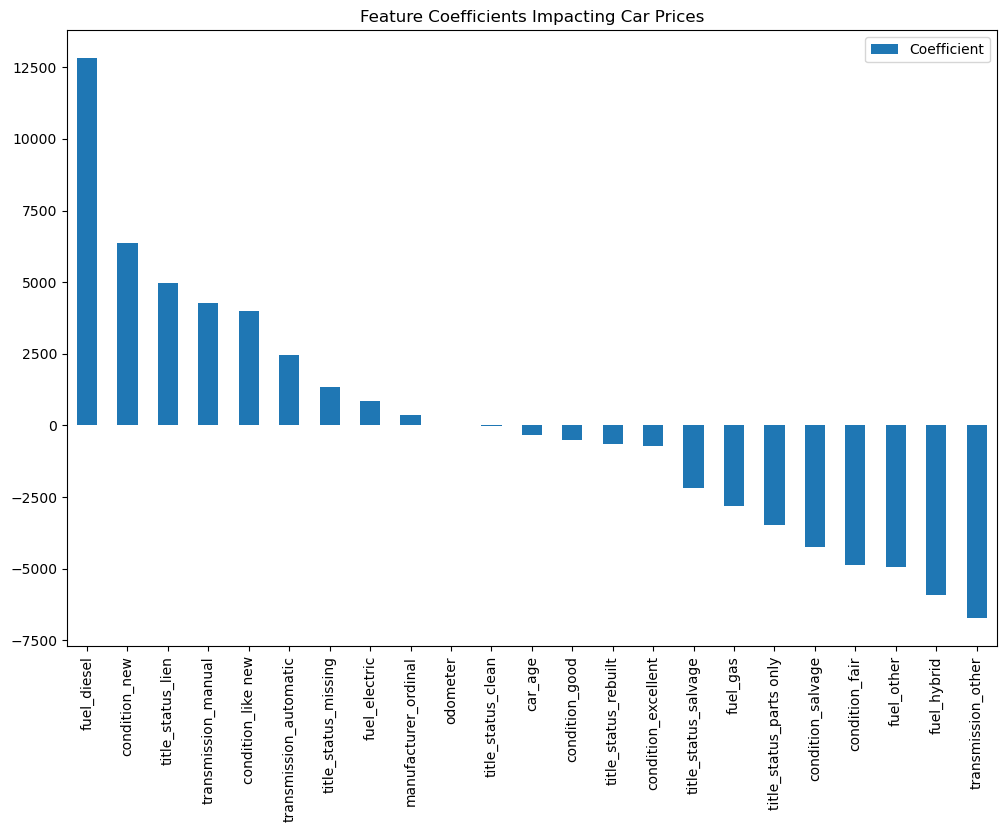 Feature Coefficients Impacting Car Prices
Coefficient
12500
10000
7500
5000
2500
0
−2500
−5000
−7500
fuel_diesel
condition_new
title_status_lien
transmission_manual
condition_like new
transmission_automatic
title_status_missing
fuel_electric
manufacturer_ordinal
odometer
title_status_clean
car_age
condition_good
title_status_rebuilt
condition_excellent
title_status_salvage
fuel_gas
title_status_parts only
condition_salvage
condition_fair
fuel_other
fuel_hybrid
transmission_other